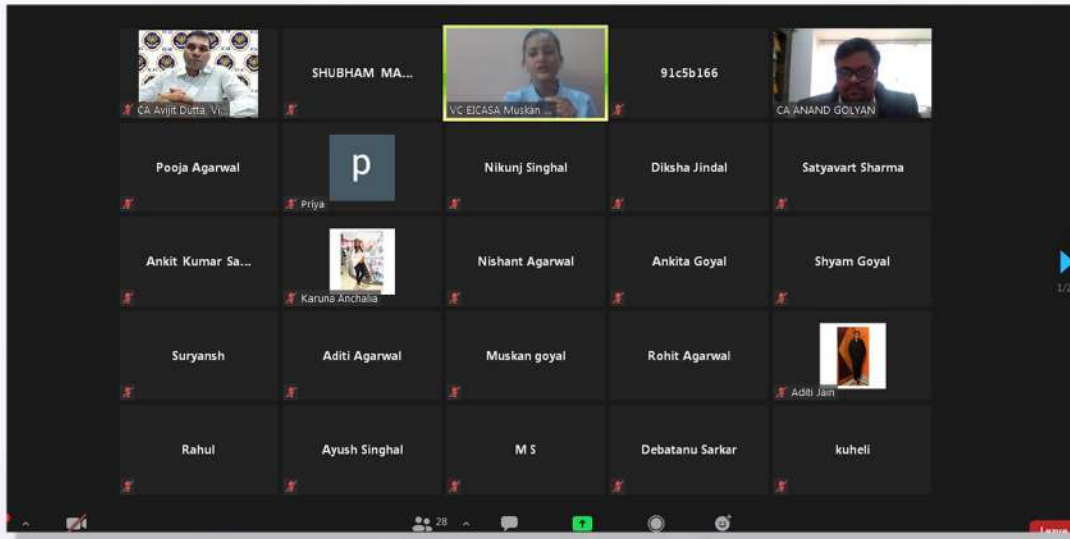 CA Avijit Dutta, Vi...
SHUBHAM MA...
VC EICASA Muskan ...
91c5b166
CA ANAND GOLYAN
Pooja Agarwal
p
Priya
Nikunj Singhal
Diksha Jindal
Satyavart Sharma
Ankit Kumar Sa...
Karuna Anchalia
Nishant Agarwal
Ankita Goyal
Shyam Goyal
Suryansh
Aditi Agarwal
Muskan goyal
Rohit Agarwal
Aditi Jain
Rahul
Ayush Singhal
M S
Debatanu Sarkar
kuheli
28
Leave